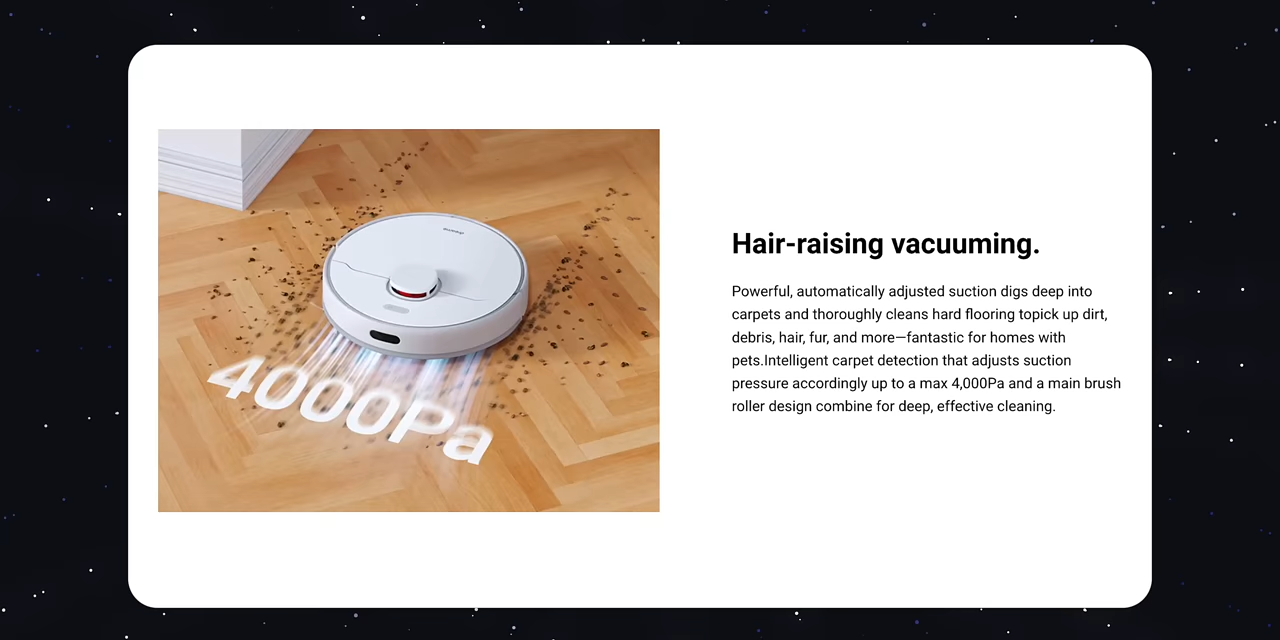 4000Pa
Hair-raising vacuuming.
Powerful, automatically adjusted suction digs deep into
carpets and thoroughly cleans hard flooring topick up dirt,
debris, hair, fur, and more—fantastic for homes with
pets.Intelligent carpet detection that adjusts suction
pressure accordingly up to a max 4,000Pa and a main brush
roller design combine for deep, effective cleaning.